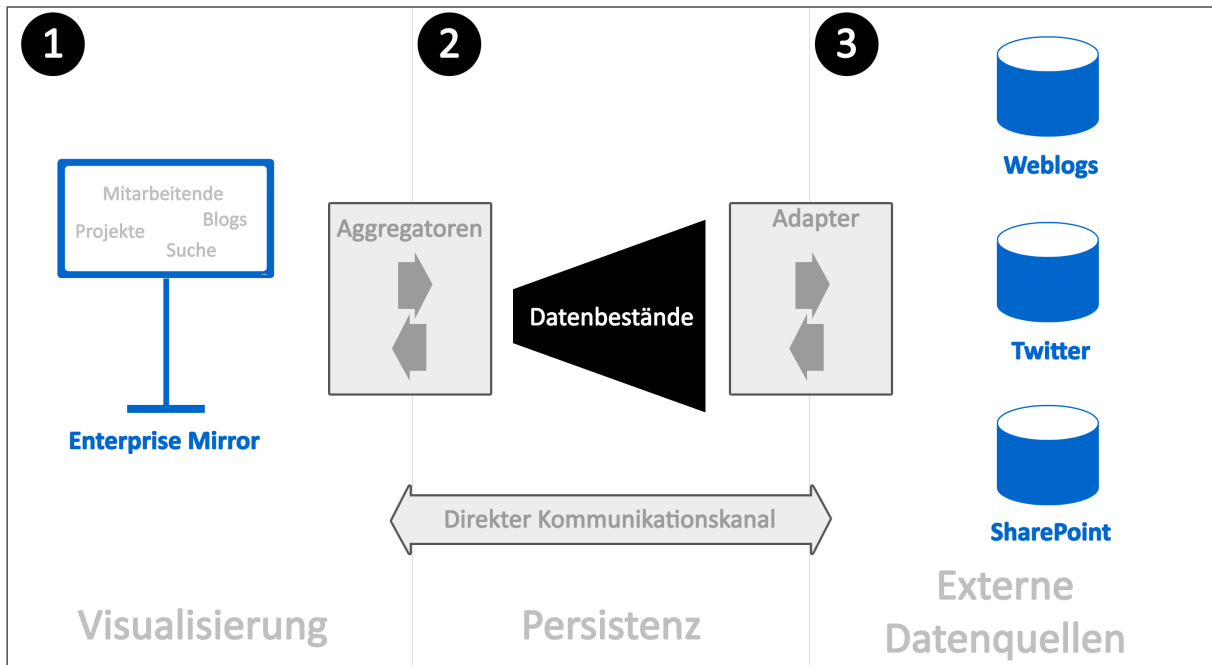 1
2
3
Mitarbeitende
Blogs
Projekte
Suche
Enterprise Mirror
Aggregatoren
Datenbestände
Adapter
Weblogs
Twitter
SharePoint
Direkter Kommunikationskanal
Visualisierung
Persistenz
Externe
Datenquellen